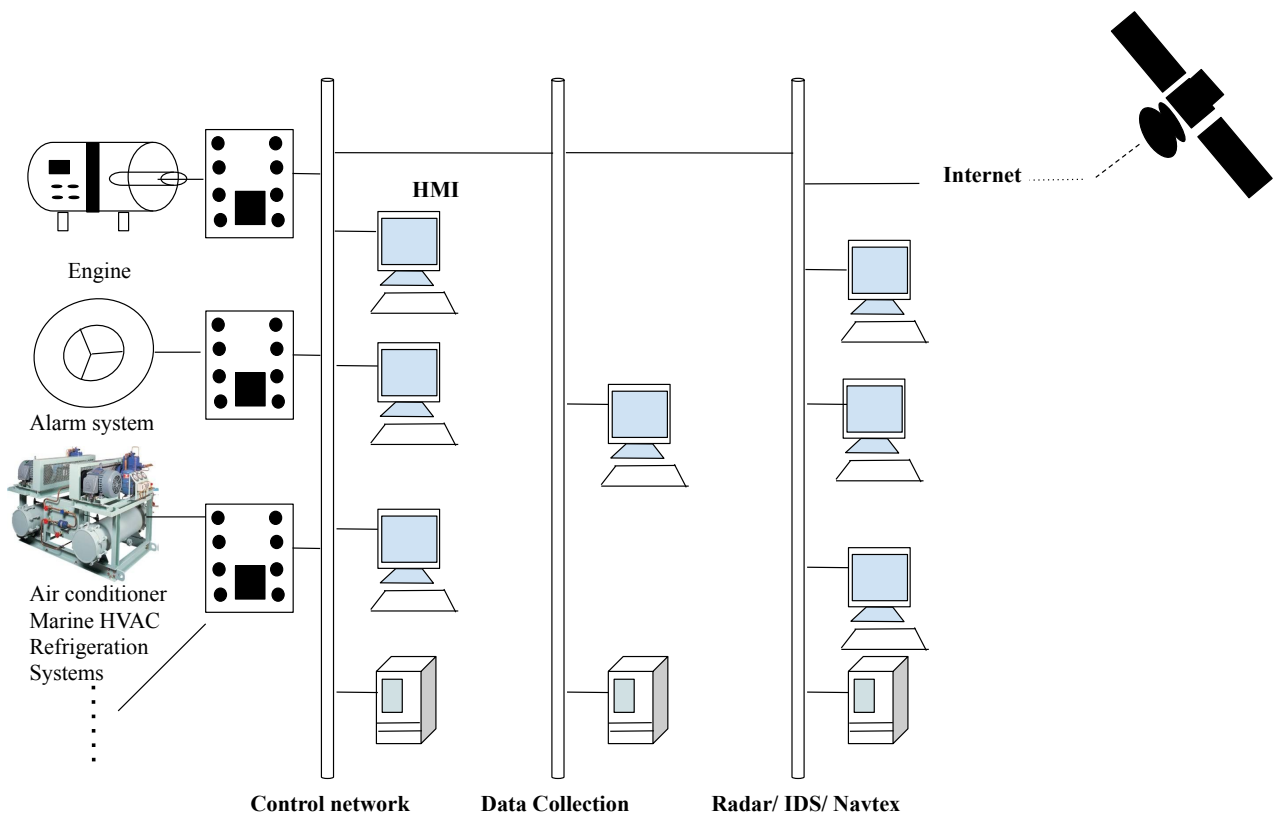 Internet
HMI
Engine
Alarm system
Air conditioner
Marine HVAC
Refrigeration
Systems
Control network
Data Collection
Radar/ IDS/ Navtex